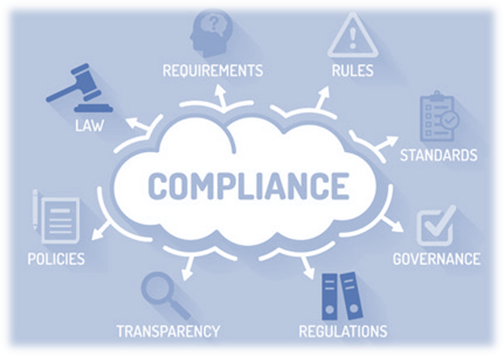 REQUIREMENTS
RULES
LAW
STANDARDS
COMPLIANCE
POLICIES
GOVERNANCE
TRANSPARENCY
REGULATIONS